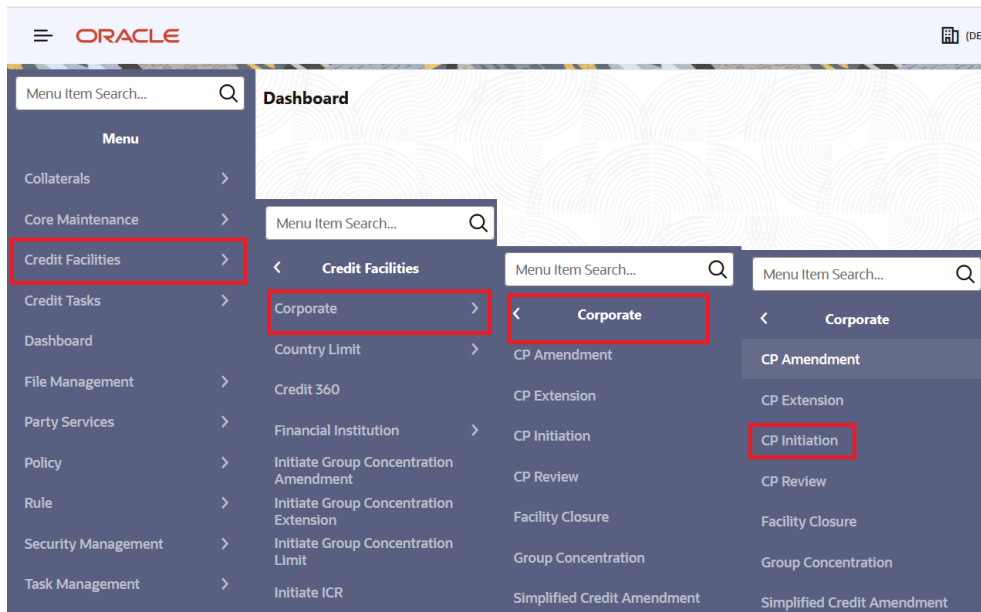 ORACLE
(DE
Menu Item Search...
Dashboard
Menu
Collaterals
Core Maintenance
Credit Facilities
Credit Tasks
Dashboard
File Management
Party Services
Policy
Rule
Security Management
Task Management
Menu Item Search...
Credit Facilities
Corporate
Country Limit
Credit 360
Financial Institution
Initiate Group Concentration
Amendment
Initiate Group Concentration
Extension
Initiate Group Concentration
Limit
Initiate ICR
Menu Item Search...
Corporate
CP Amendment
CP Extension
CP Initiation
CP Review
Facility Closure
Group Concentration
Simplified Credit Amendment
Menu Item Search...
Corporate
CP Amendment
CP Extension
CP Initiation
CP Review
Facility Closure
Group Concentration
Simplified Credit Amendment